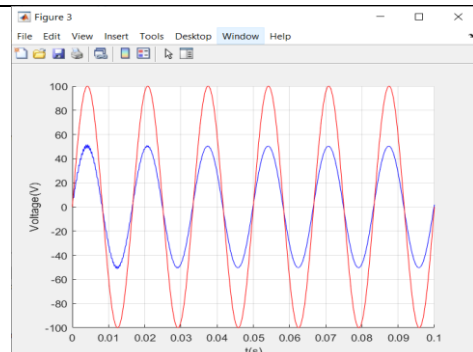 Figure 3
File Edit View Insert Tools Desktop Window Help
100
80
60
40
20
0
-20
-40
-60
-80
-100
Voltage(V)
0 0.01 0.02 0.03 0.04 0.05 0.06 0.07 0.08 0.09 0.1
t(s)